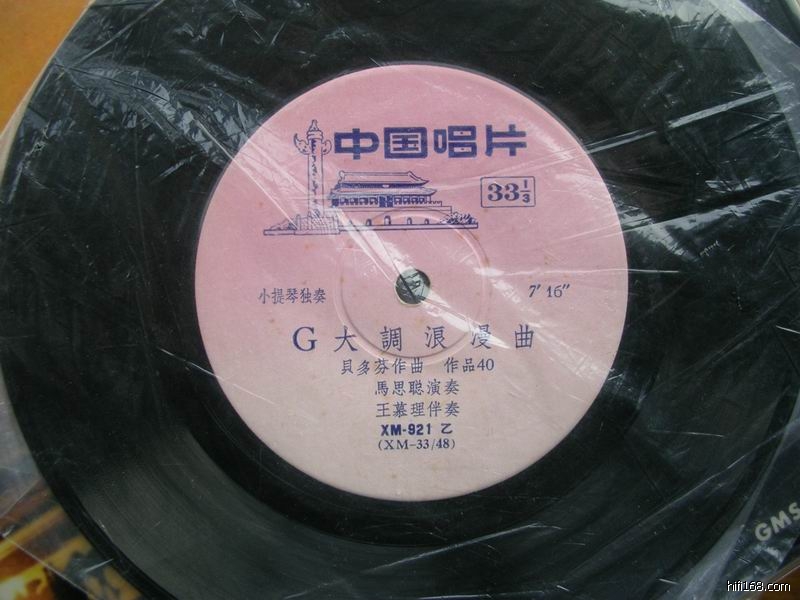 中国唱片
33⅓
小提琴独奏
7′16″
G大調浪漫曲
貝多芬作曲 作品40
馬思聪演奏
王慕理伴奏
XM-921 乙
(XM-33/48)
GMS
hifi168.com